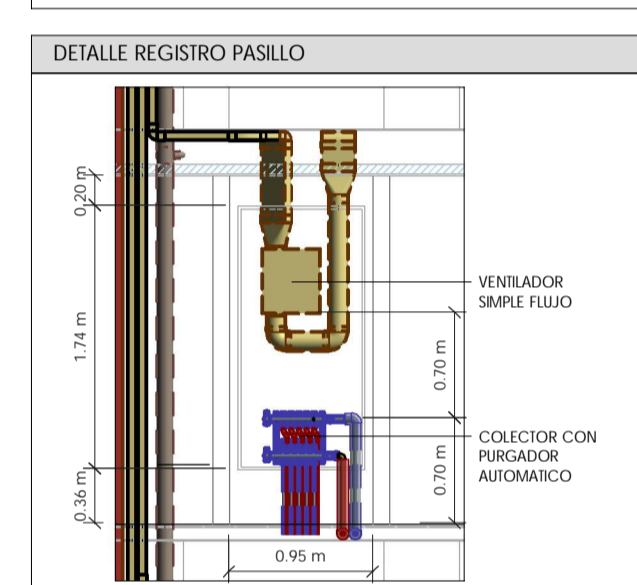 DETALLE REGISTRO PASILLO
0.20 m
1.74 m
0.36 m
VENTILADOR
SIMPLE FLUJO
0.70 m
COLECTOR CON
PURGADOR
AUTOMATICO
0.70 m
0.95 m